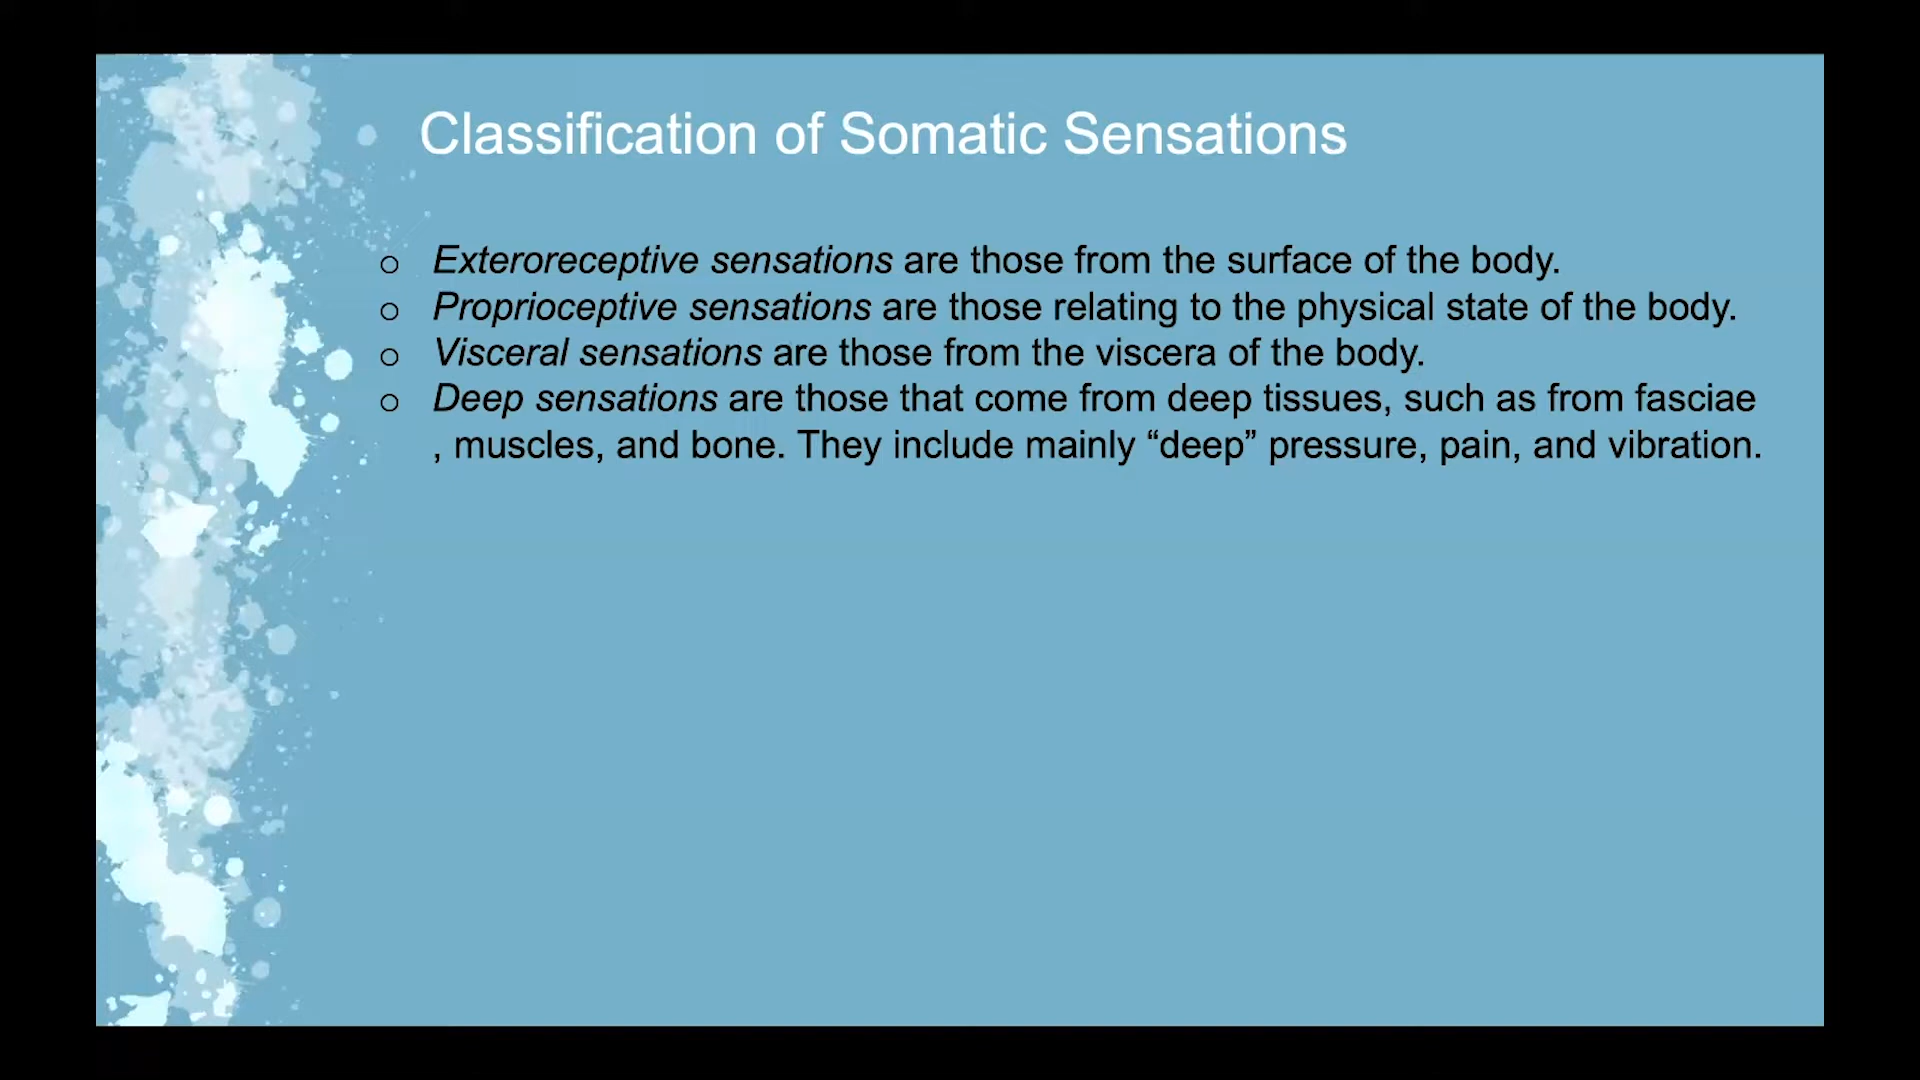 Classification of Somatic Sensations
o Exteroreceptive sensations are those from the surface of the body.
o Proprioceptive sensations are those relating to the physical state of the body.
o Visceral sensations are those from the viscera of the body.
o Deep sensations are those that come from deep tissues, such as from fasciae
, muscles, and bone. They include mainly “deep” pressure, pain, and vibration.